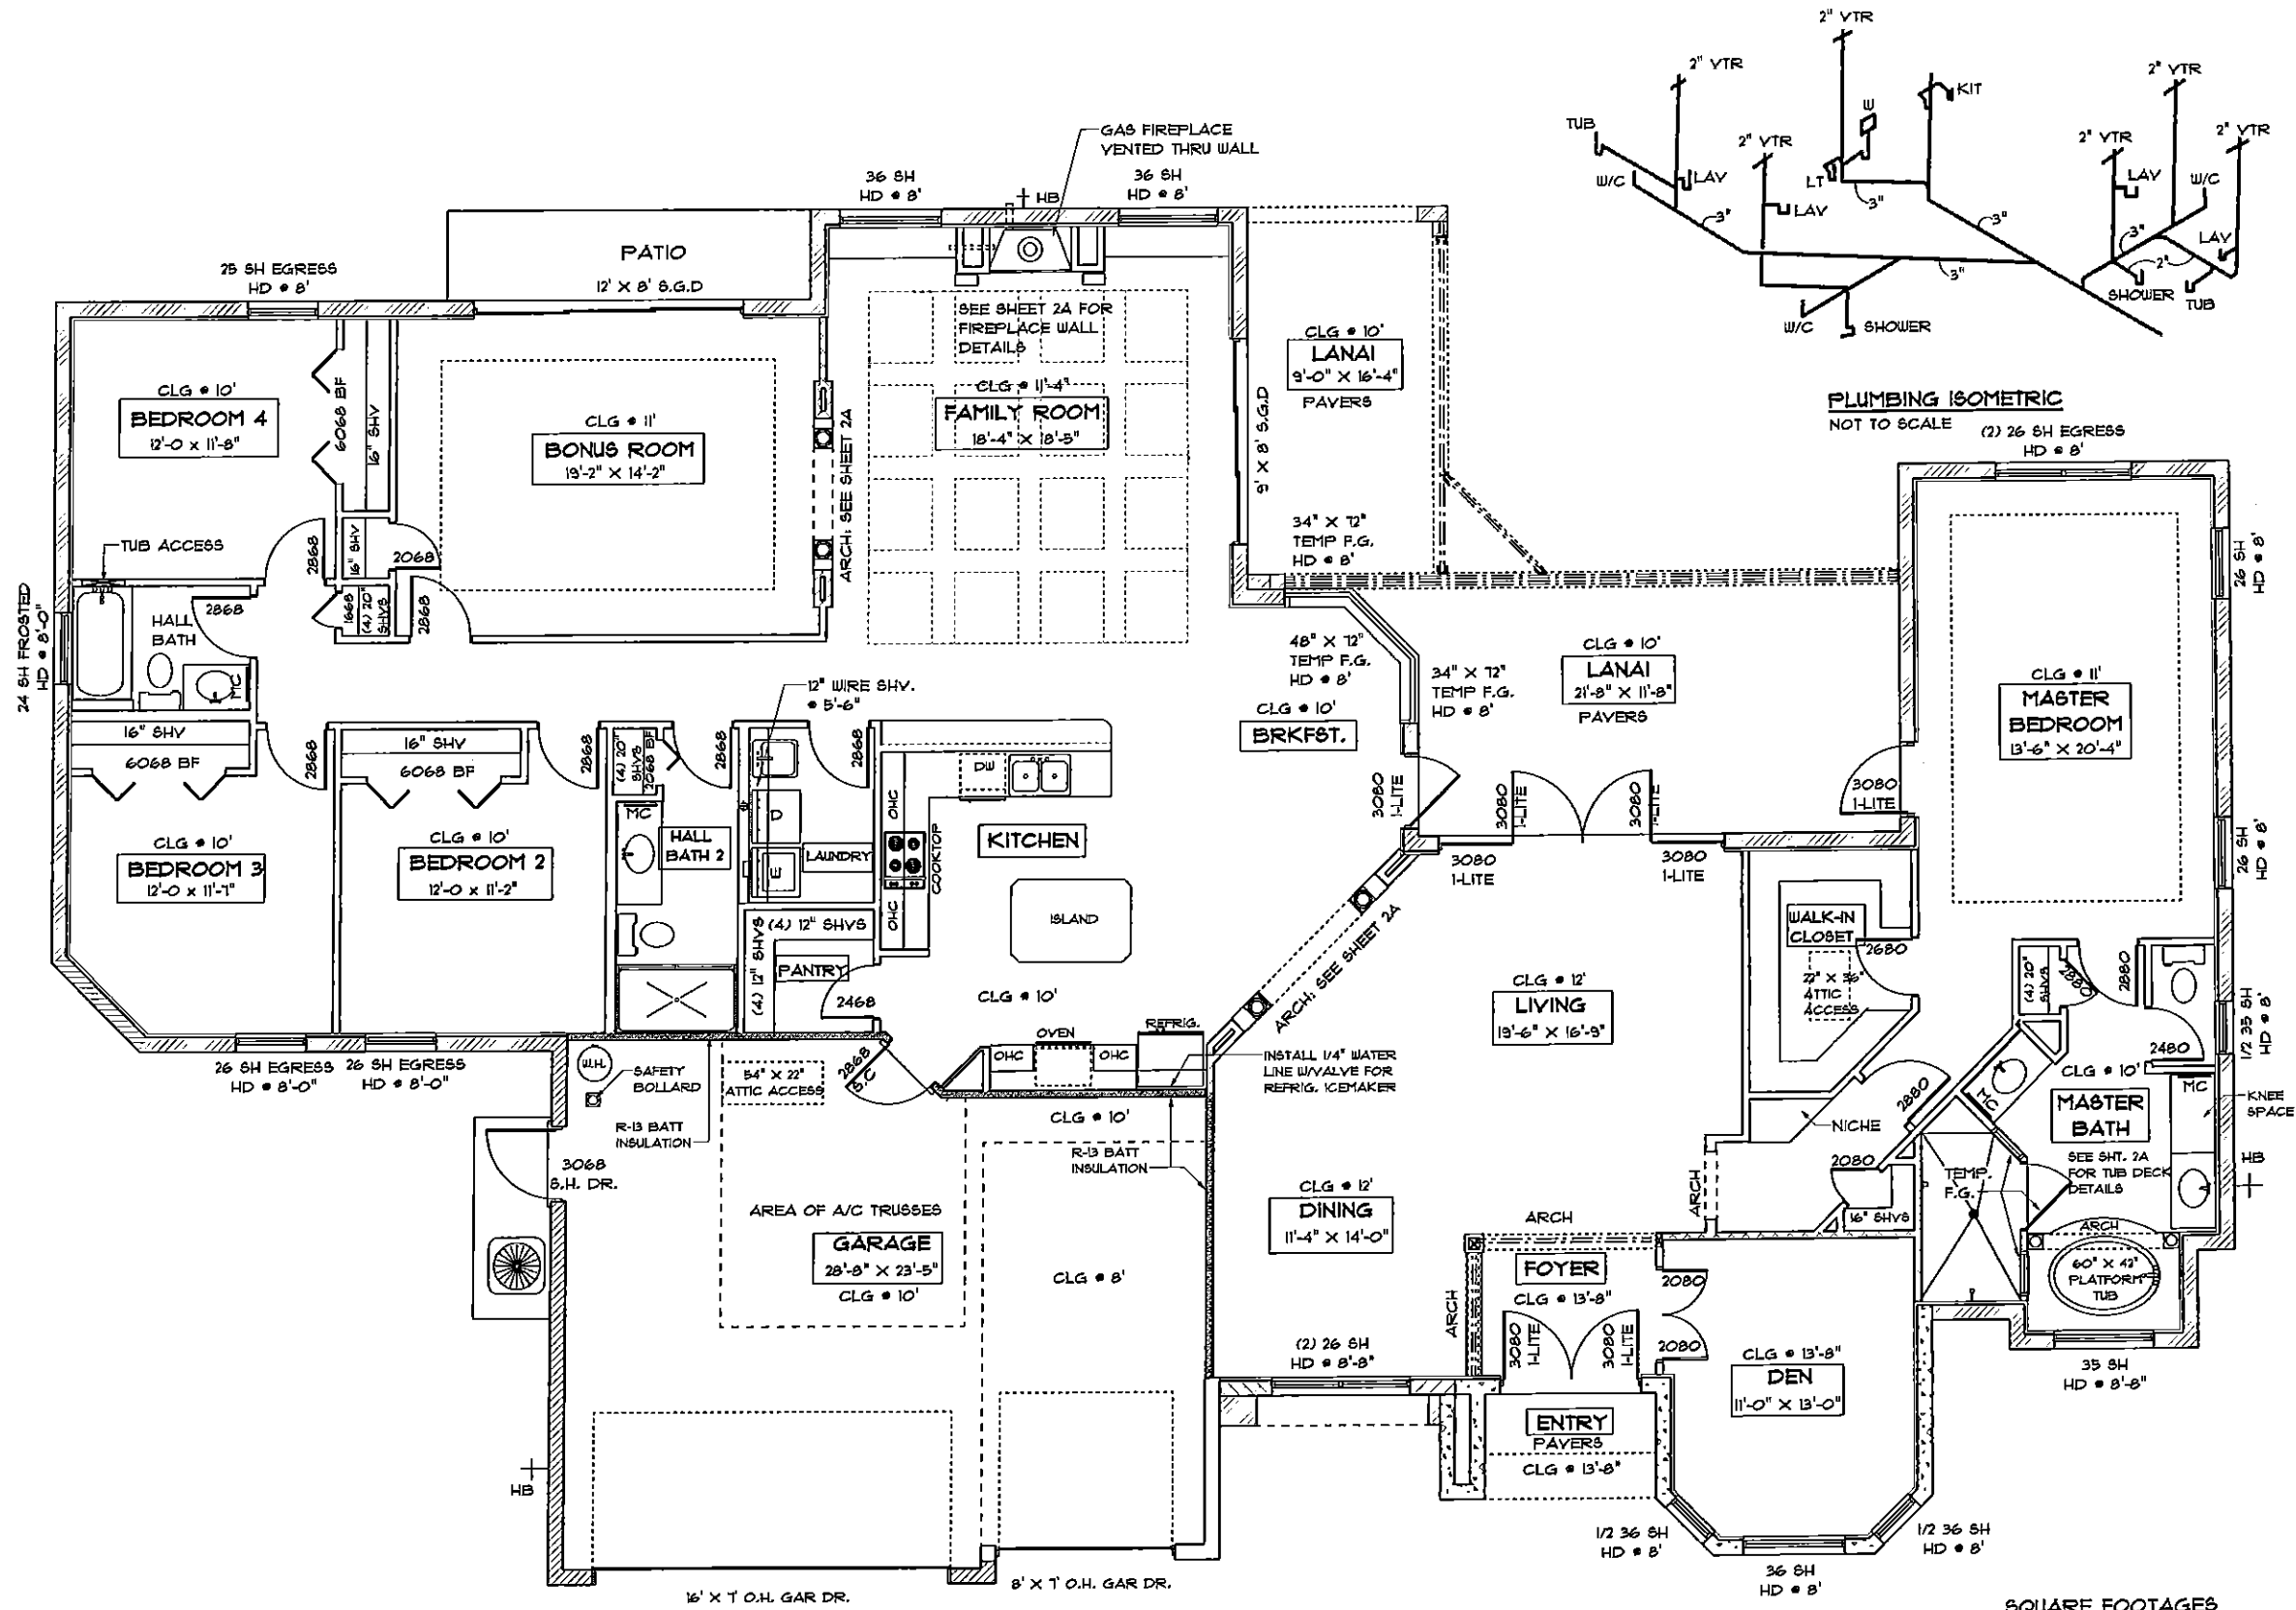 2" VTR
2" VTR
2" VTR
2" VTR
2" VTR
2" VTR
TUB
W/C
LAV
LAV
LT
W
KIT
3"
3"
3"
3"
3"
2"
LAV
W/C
LAV
SHOWER
TUB
W/C
SHOWER
PLUMBING ISOMETRIC
NOT TO SCALE
GAS FIREPLACE
VENTED THRU WALL
36 SH
HD @ 8'
HB
36 SH
HD @ 8'
PATIO
12' X 8' S.G.D
25 SH EGRESS
HD @ 8'
SEE SHEET 2A FOR
FIREPLACE WALL
DETAILS
CLG @ 11'-4"
FAMILY ROOM
18'-4" X 18'-5"
CLG @ 10'
LANAI
9'-0" X 16'-4"
PAVERS
9' X 8' S.G.D
CLG @ 10'
BEDROOM 4
12'-0 x 11'-8"
6068 BF
16" SHV
CLG @ 11'
BONUS ROOM
19'-2" X 14'-2"
ARCH: SEE SHEET 2A
TUB ACCESS
2868
16" SHV
2068
1668
(4) 20"
SHVS
2868
24 SH FROSTED
HD @ 8'-0"
HALL
BATH
2868
MC
34" X 72"
TEMP F.G.
HD @ 8'
48" X 72"
TEMP F.G.
HD @ 8'
34" X 72"
TEMP F.G.
HD @ 8'
CLG @ 10'
BRKFST.
CLG @ 10'
LANAI
21'-8" X 11'-8"
PAVERS
(2) 26 SH EGRESS
HD @ 8'
26 SH
HD @ 8'
CLG @ 11'
MASTER
BEDROOM
13'-6" X 20'-4"
26 SH
HD @ 8'
3080
1-LITE
3080
1-LITE
3080
1-LITE
3080
1-LITE
3080
1-LITE
3080
1-LITE
12" WIRE SHV.
@ 5'-6"
16" SHV
6068 BF
2868
16" SHV
6068 BF
2868
(4) 20"
SHVS
2068 BF
2868
2868
CLG @ 10'
BEDROOM 3
12'-0 x 11'-7"
CLG @ 10'
BEDROOM 2
12'-0 x 11'-2"
MC
HALL
BATH 2
D
W
LAUNDRY
OHC
COOKTOP
OHC
DW
KITCHEN
ISLAND
CLG @ 10'
(4) 12" SHVS
(4) 12" SHVS
PANTRY
2468
26 SH EGRESS
HD @ 8'-0"
26 SH EGRESS
HD @ 8'-0"
OVEN
OHC
OHC
REFRIG.
ARCH: SEE SHEET 2A
INSTALL 1/4" WATER
LINE W/VALVE FOR
REFRIG. ICEMAKER
CLG @ 12'
LIVING
19'-6" X 16'-9"
WALK-IN
CLOSET
2680
22" X 36"
ATTIC
ACCESS
(4) 20"
SHVS
2880
2880
2480
1/2 35 SH
HD @ 8'
CLG @ 10'
MC
MC
MASTER
BATH
KNEE
SPACE
SEE SHT. 2A
FOR TUB DECK
DETAILS
HB
2880
NICHE
2080
16" SHVS
TEMP.
F.G.
ARCH
60" X 42"
PLATFORM
TUB
35 SH
HD @ 8'-8"
W.H.
SAFETY
BOLLARD
R-13 BATT
INSULATION
54" X 22"
ATTIC ACCESS
2868
S.C
CLG @ 10'
R-13 BATT
INSULATION
3068
S.H. DR.
AREA OF A/C TRUSSES
GARAGE
28'-8" X 23'-5"
CLG @ 10'
CLG @ 8'
CLG @ 12'
DINING
11'-4" X 14'-0"
ARCH
ARCH
ARCH
FOYER
CLG @ 13'-8"
3080
1-LITE
3080
1-LITE
2080
2080
(2) 26 SH
HD @ 8'-8"
CLG @ 13'-8"
DEN
11'-0" X 13'-0"
ENTRY
PAVERS
CLG @ 13'-8"
1/2 36 SH
HD @ 8'
36 SH
HD @ 8'
1/2 36 SH
HD @ 8'
HB
16' X 7' O.H. GAR DR.
8' X 7' O.H. GAR DR.
SQUARE FOOTAGES